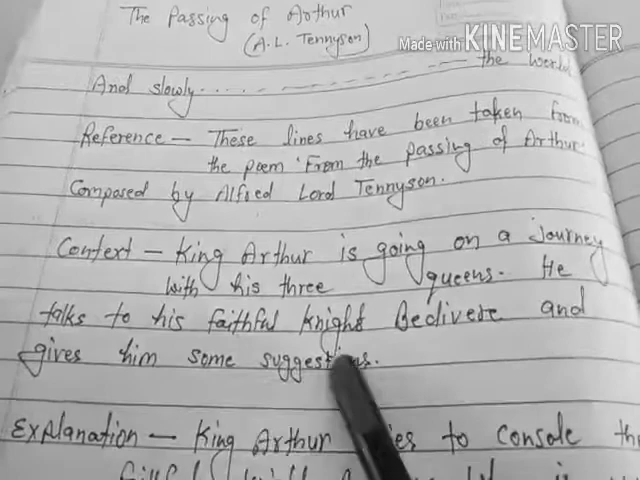 The Passing of Arthur
(A.L. Tennyson)
Made with KINEMASTER
And slowly..... - - - - - - - - - the world
Reference - These lines have been taken from
the poem 'From the passing of Arthur'
Composed by Alfred Lord Tennyson.
Context - King Arthur is going on a journey
with his three queens. He
talks to his faithful Knight Bedivere and
gives him some suggestions.
Explanation - King Arthur to console